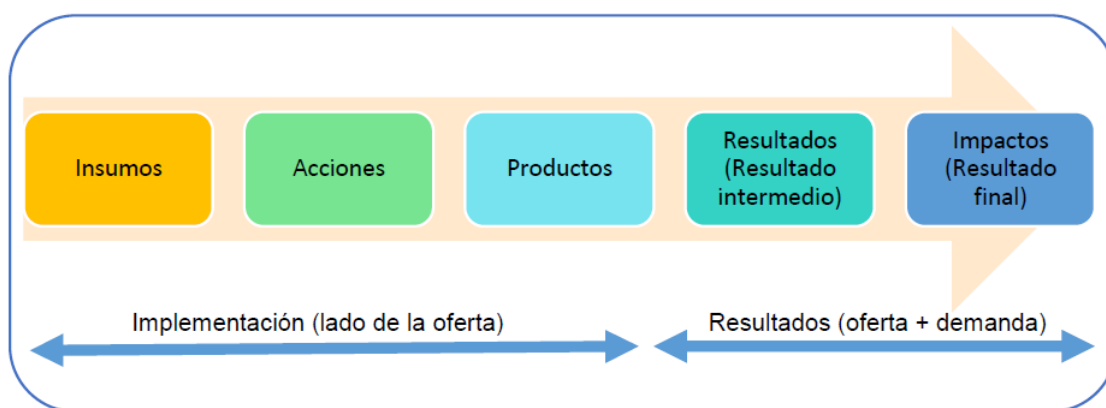 Insumos
Acciones
Productos
Resultados
(Resultado
intermedio)
Impactos
(Resultado
final)
Implementación (lado de la oferta)
Resultados (oferta + demanda)